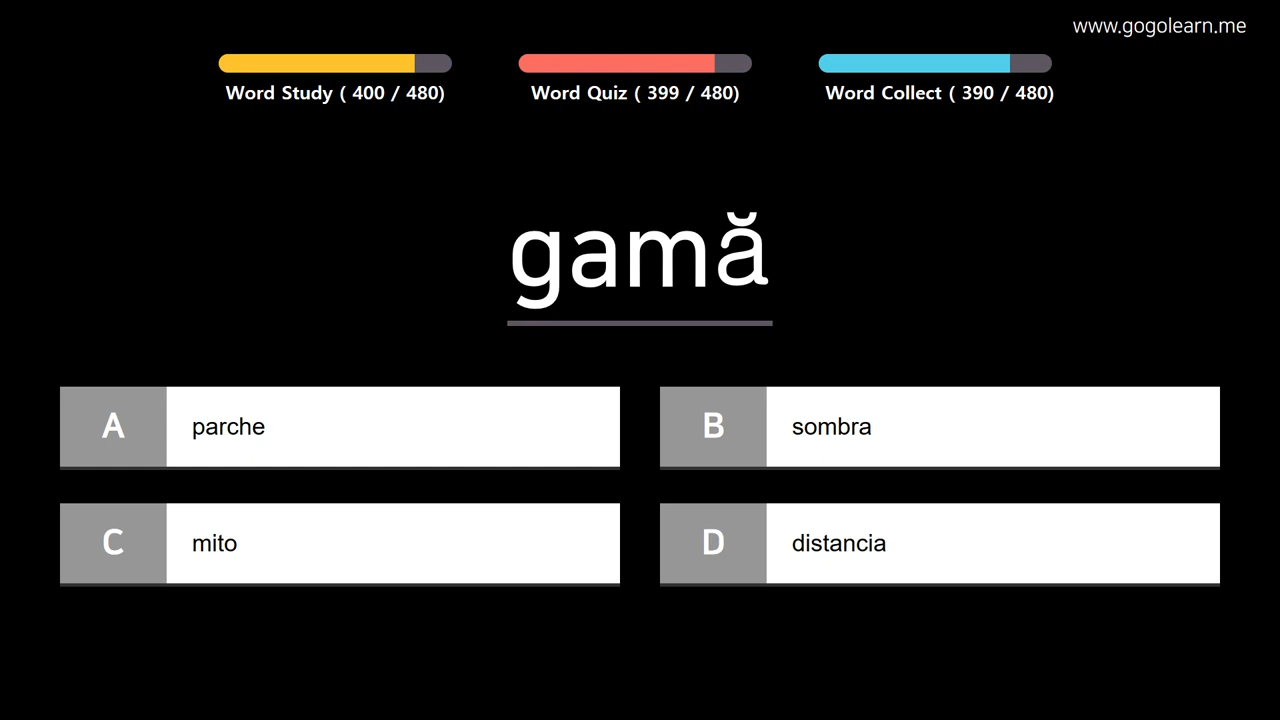 www.gogolearn.me
Word Study ( 400 / 480)
Word Quiz ( 399 / 480)
Word Collect ( 390 / 480)
gamă
A parche
B sombra
C mito
D distancia